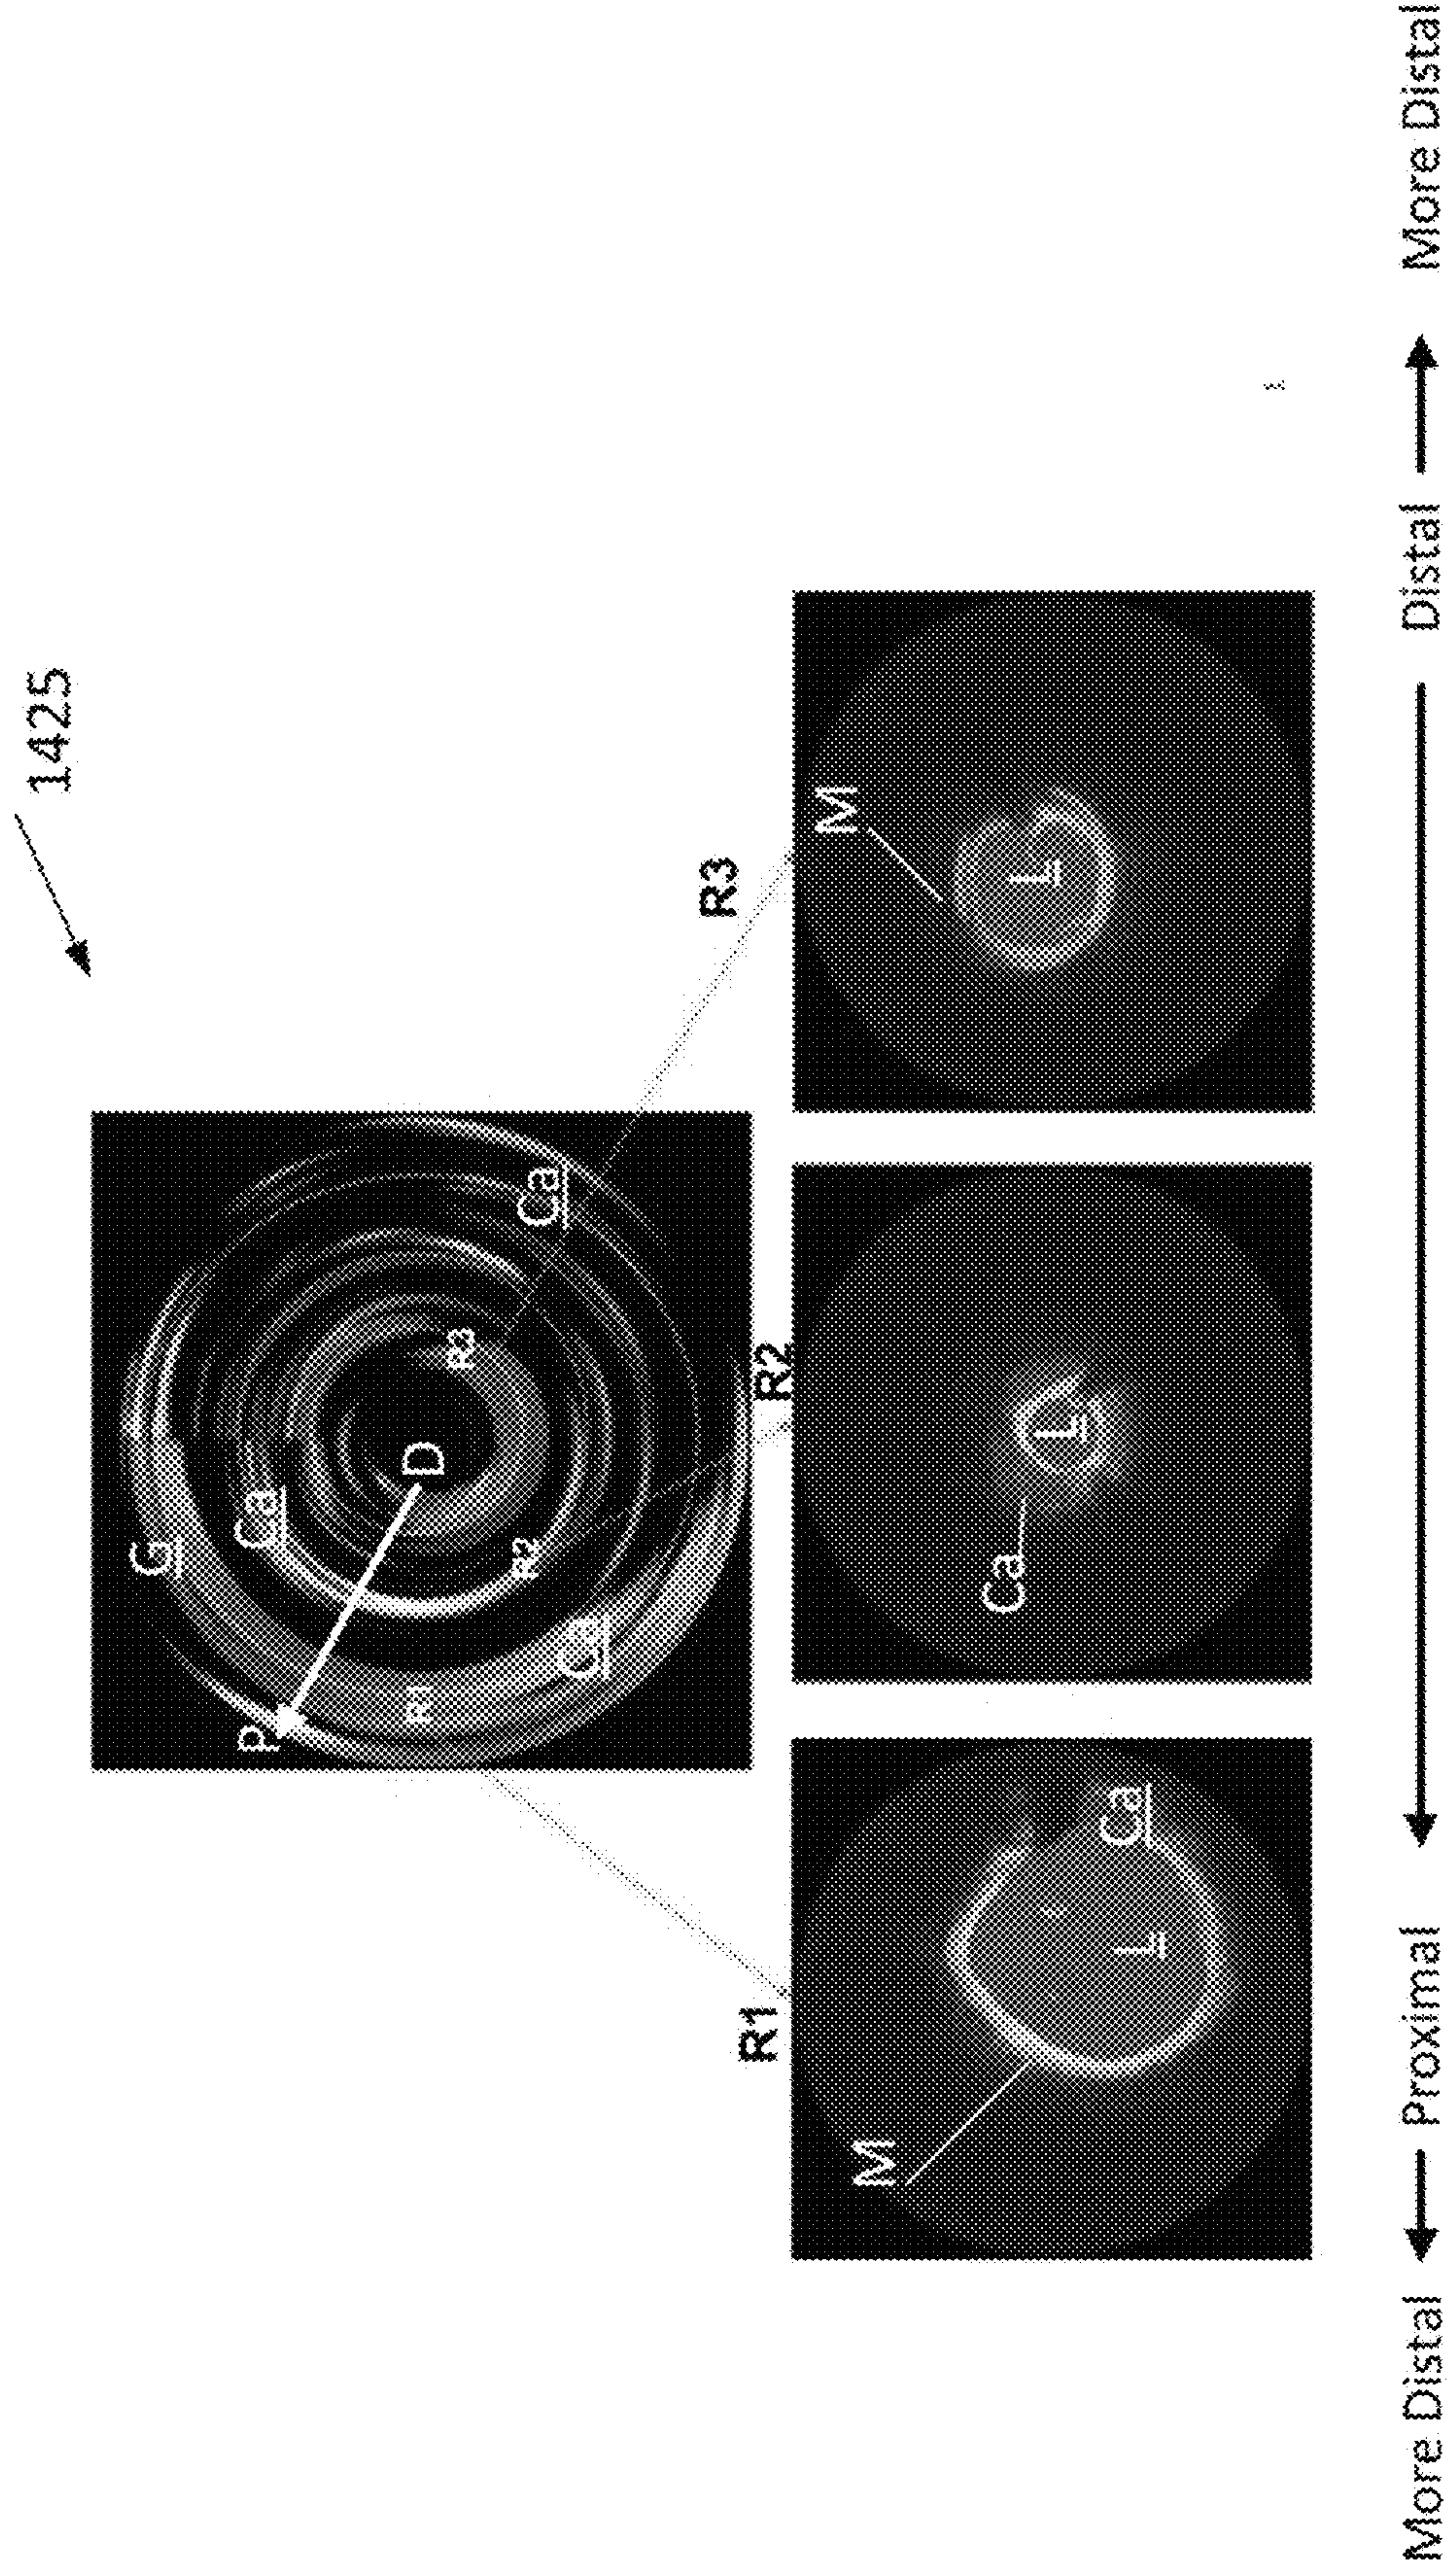 1425
G
P
Ca
D
R1
R3
R2
Ca
Ca
R1
R2
R3
M
L
Ca
Ca
L
M
L
More Distal
Proximal
Distal
More Distal